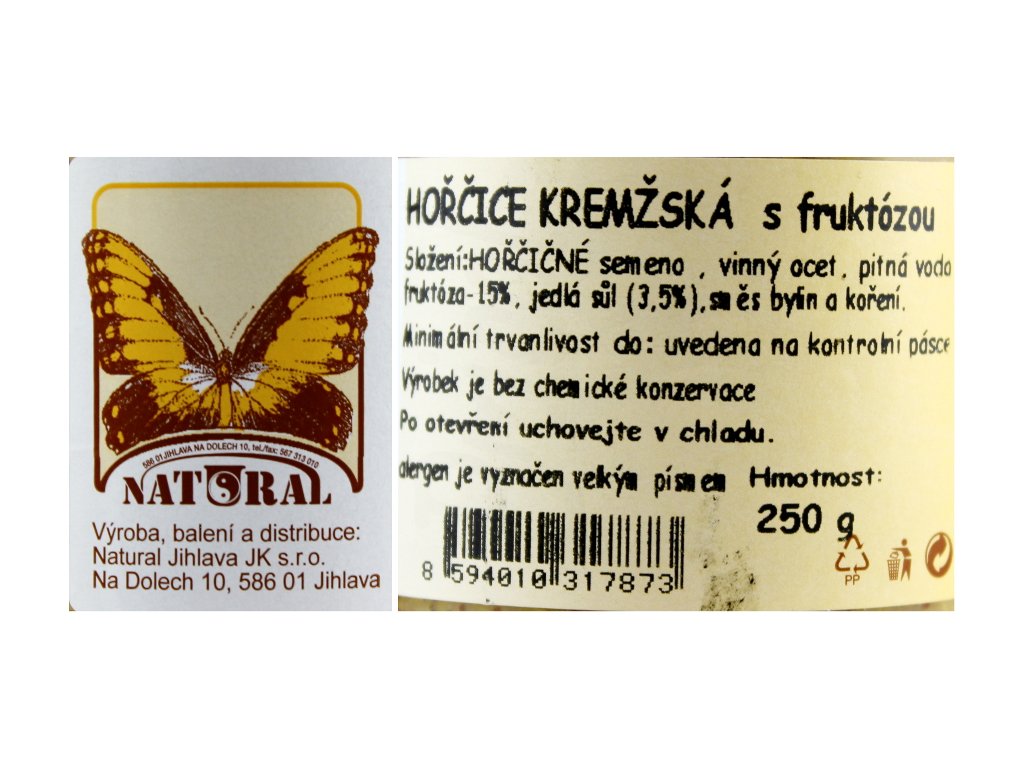 586 01 JIHLAVA NA DOLECH 10, tel./fax: 567 313 010
NATURAL
Výroba, balení a distribuce:
Natural Jihlava JK s.r.o.
Na Dolech 10, 586 01 Jihlava
HOŘČICE KREMŽSKÁ s fruktózou
Složení:HOŘČIČNÉ semeno , vinný ocet , pitná voda
fruktóza-15%, jedlá sůl (3,5%),směs bylin a koření.
Minimální trvanlivost do: uvedena na kontrolní pásce
Výrobek je bez chemické konzervace
Po otevření uchovejte v chladu.
alergen je vyznačen velkým písmem Hmotnost:
250 g
8 594010 317873
PP